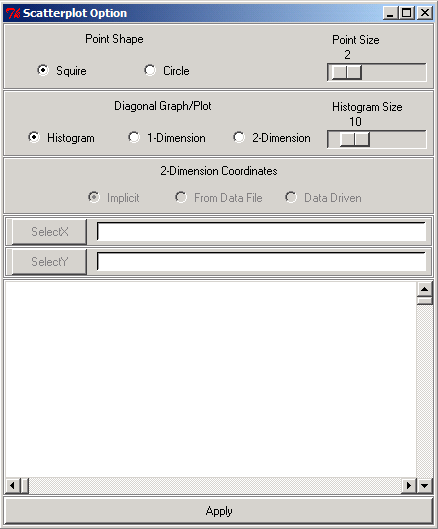 Scatterplot Option
Point Shape
Point Size
2
Squire
Circle
Diagonal Graph/Plot
Histogram Size
10
Histogram
1-Dimension
2-Dimension
2-Dimension Coordinates
Implicit
From Data File
Data Driven
SelectX
SelectY
Apply